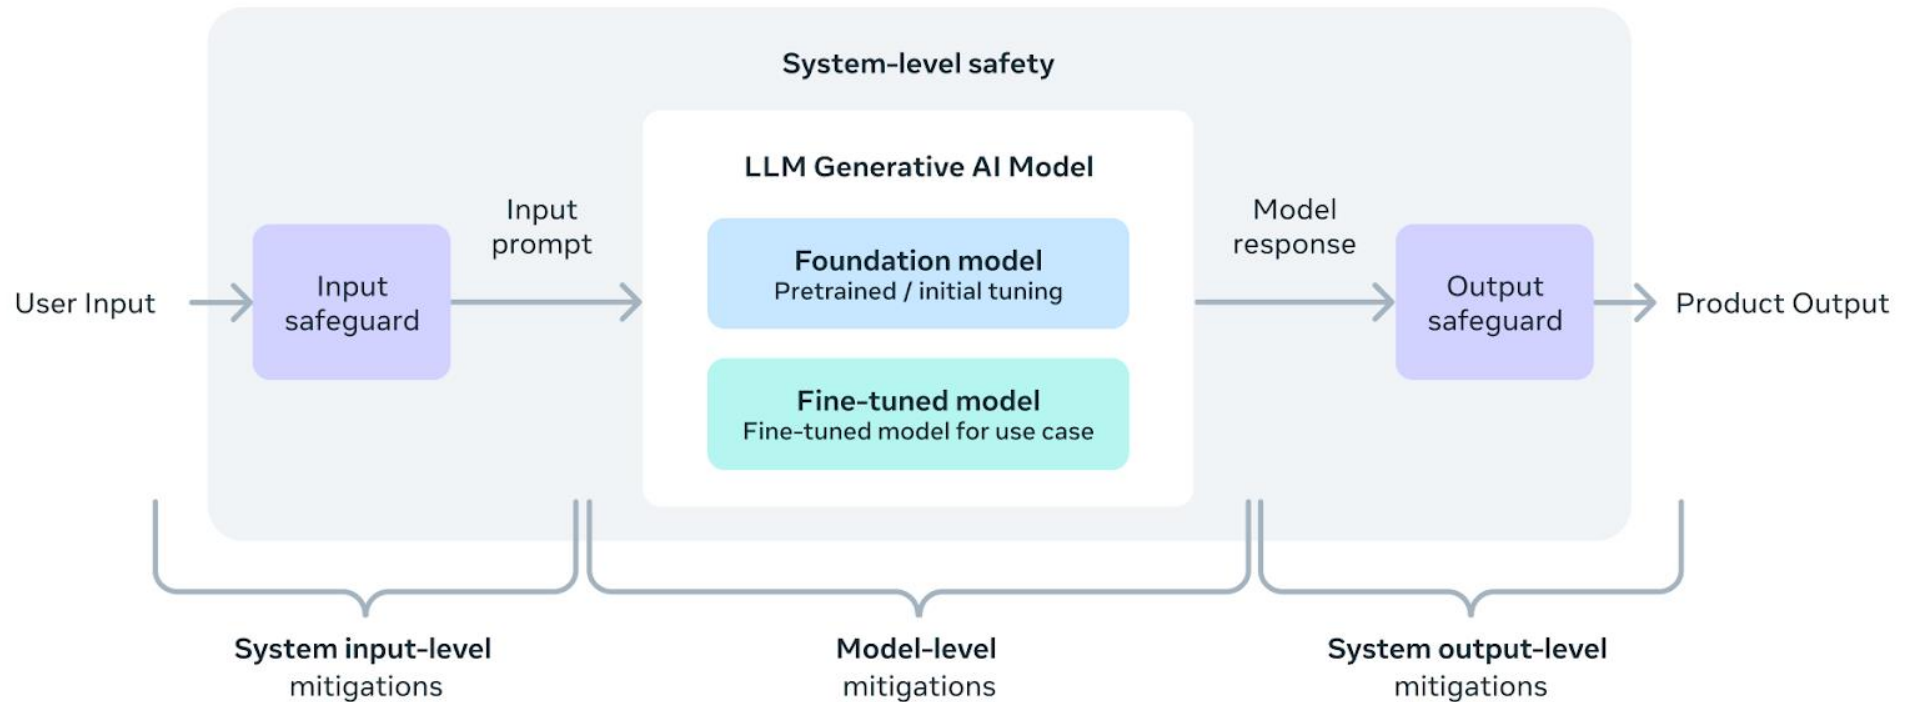 System-level safety
LLM Generative AI Model
User Input
Input
safeguard
Input
prompt
Foundation model
Pretrained / initial tuning
Fine-tuned model
Fine-tuned model for use case
Model
response
Output
safeguard
Product Output
System input-level
mitigations
Model-level
mitigations
System output-level
mitigations